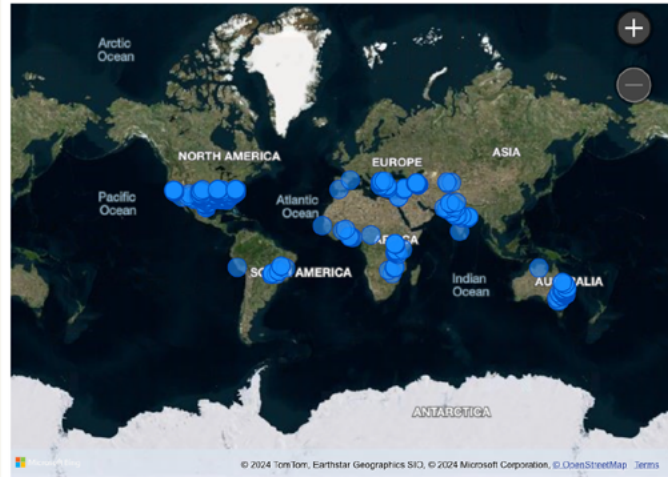 Arctic
Ocean
NORTH AMERICA
EUROPE
ASIA
Pacific
Ocean
Atlantic
Ocean
SOUTH AMERICA
Indian
Ocean
ANTARCTICA
© 2024 TomTom, Earthstar Geographics SIO, © 2024 Microsoft Corporation, © OpenStreetMap Terms